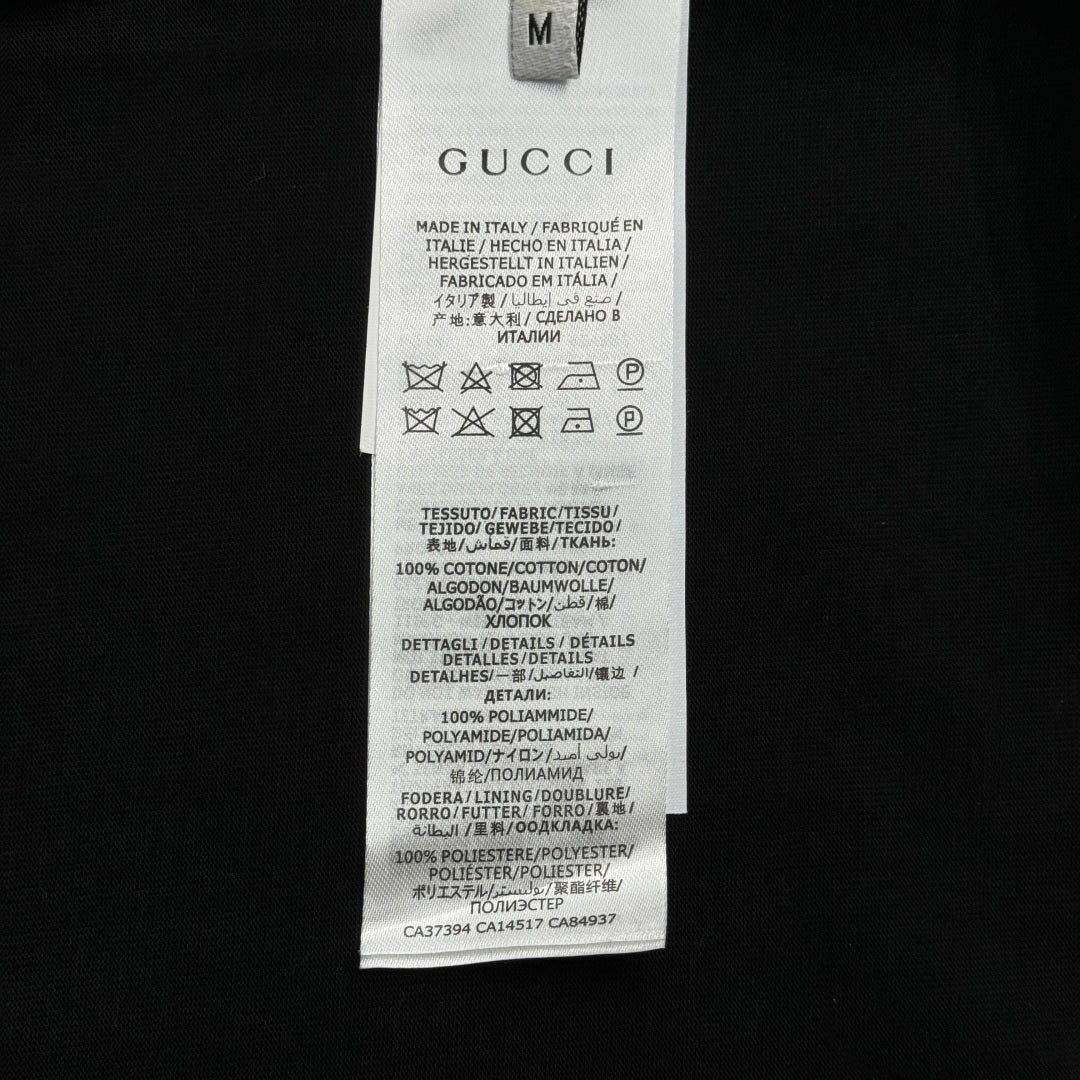 M
GUCCI
MADE IN ITALY / FABRIQUÉ EN
ITALIE / HECHO EN ITALIA /
HERGESTELLT IN ITALIEN /
FABRICADO EM ITÁLIA /
イタリア製 / صنع في إيطاليا /
产地:意大利 / СДЕЛАНО В
ИТАЛИИ
P
P
TESSUTO/FABRIC/TISSU/
TEJIDO/ GEWEBE/TECIDO/
表地/قماش/面料/ТКАНЬ:
100% COTONE/COTTON/COTON/
ALGODON/BAUMWOLLE/
ALGODÃO/コットン/قطن/棉/
ХЛОПОК
DETTAGLI /DETAILS / DÉTAILS
DETALLES/DETAILS
DETALHES/一部/التفاصيل/镶边 /
ДЕТАЛИ:
100% POLIAMMIDE/
POLYAMIDE/POLIAMIDA/
POLYAMID/ナイロン/بولي أميد/
锦纶/ПОЛИАМИД
FODERA/LINING/DOUBLURE/
RORRO/FUTTER/FORRO/裏地/
البطانة /里料/ООДКЛАДКА:
100% POLIESTERE/POLYESTER/
POLIÉSTER/POLIESTER/
ポリエステル/بوليستر/聚酯纤维/
ПОЛИЭСТЕР
CA37394 CA14517 CA84937